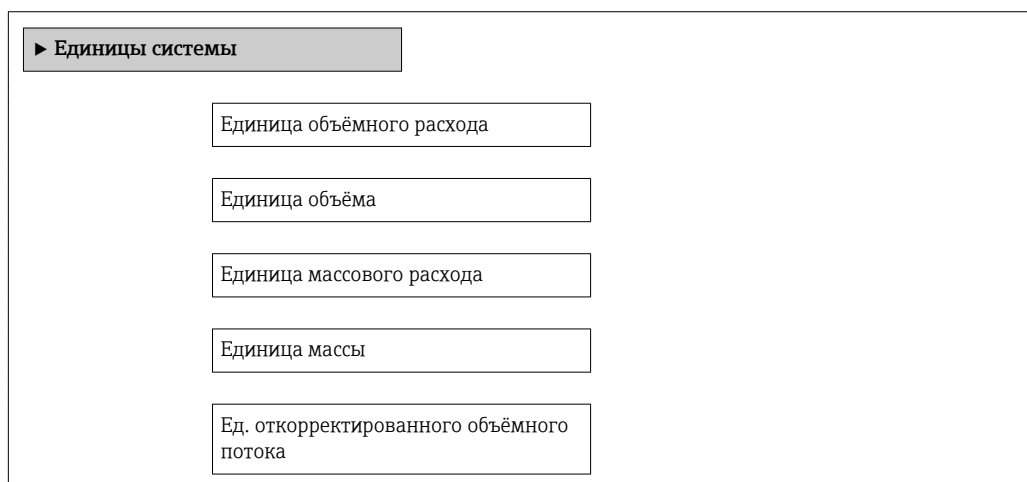 ► Единицы системы
Единица объёмного расхода
Единица объёма
Единица массового расхода
Единица массы
Ед. откорректированного объёмного
потока